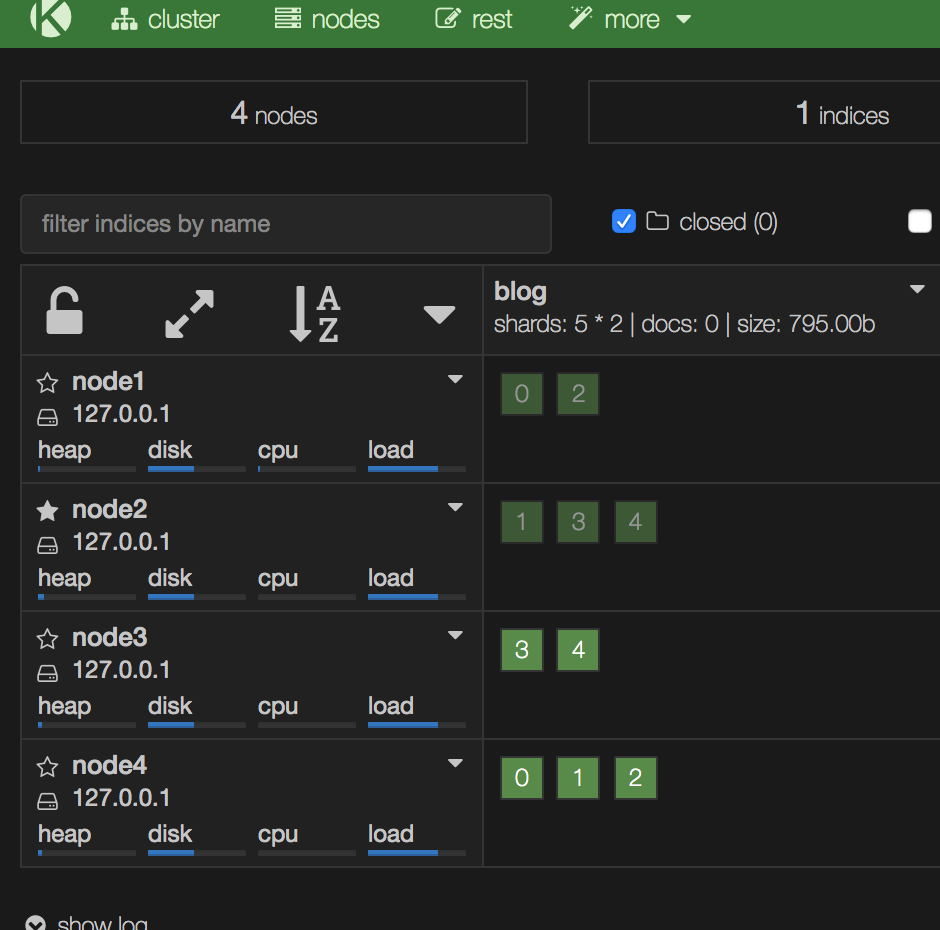 cluster nodes rest more
4 nodes 1 indices
filter indices by name closed (0)
A
Z
blog
shards: 5 * 2 | docs: 0 | size: 795.00b
node1
127.0.0.1
heap disk cpu load
0 2
node2
127.0.0.1
heap disk cpu load
1 3 4
node3
127.0.0.1
heap disk cpu load
3 4
node4
127.0.0.1
heap disk cpu load
0 1 2
show log